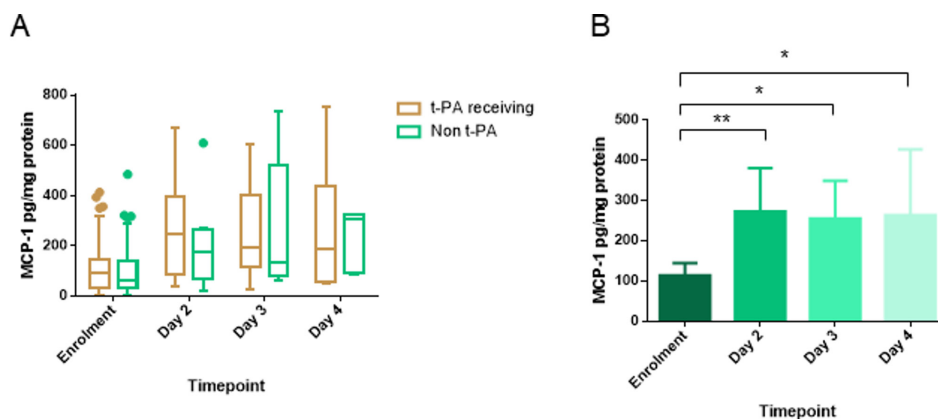 A
MCP-1 pg/mg protein
800
600
400
200
0
Enrolment
Day 2
Day 3
Day 4
Timepoint
t-PA receiving
Non t-PA
B
MCP-1 pg/mg protein
500
400
300
200
100
0
*
*
**
Enrolment
Day 2
Day 3
Day 4
Timepoint